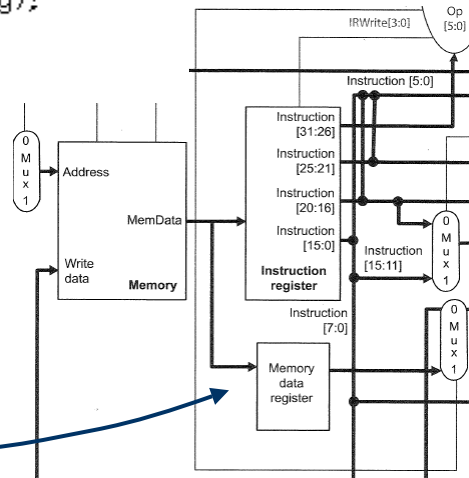 g);
Op
[5:0]
IRWrite[3:0]
Instruction [5:0]
0
M
u
x
1
Address
MemData
Write
data
Memory
Instruction
[31:26]
Instruction
[25:21]
Instruction
[20:16]
Instruction
[15:0]
Instruction
register
Instruction
[15:11]
0
M
u
x
1
Instruction
[7:0]
Memory
data
register
0
M
u
x
1